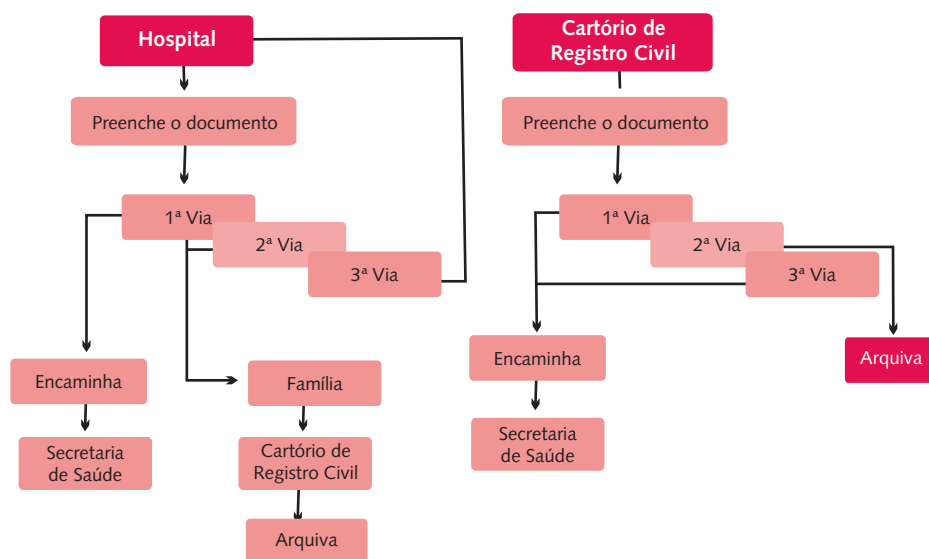 Hospital
Preenche o documento
1ª Via
2ª Via
3ª Via
Encaminha
Secretaria
de Saúde
Família
Cartório de
Registro Civil
Arquiva
Cartório de
Registro Civil
Preenche o documento
1ª Via
2ª Via
3ª Via
Encaminha
Secretaria
de Saúde
Arquiva